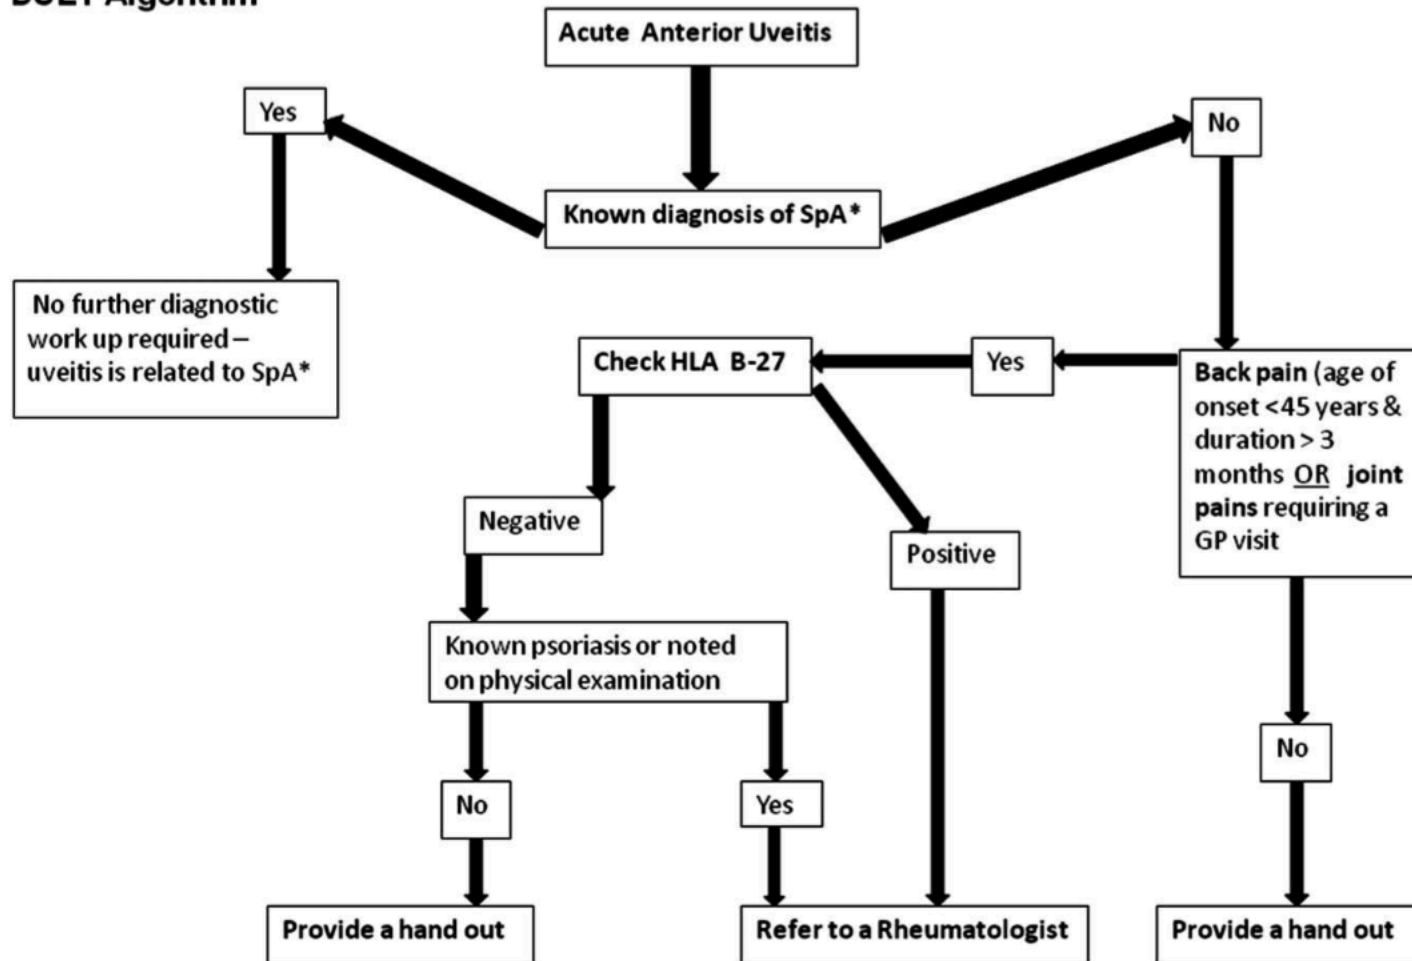 Acute Anterior Uveitis
Yes
No
Known diagnosis of SpA*
No further diagnostic
work up required –
uveitis is related to SpA*
Check HLA B-27
Yes
Back pain (age of
onset <45 years &
duration > 3
months OR joint
pains requiring a
GP visit
Negative
Positive
Known psoriasis or noted
on physical examination
No
Yes
No
Provide a hand out
Refer to a Rheumatologist
Provide a hand out